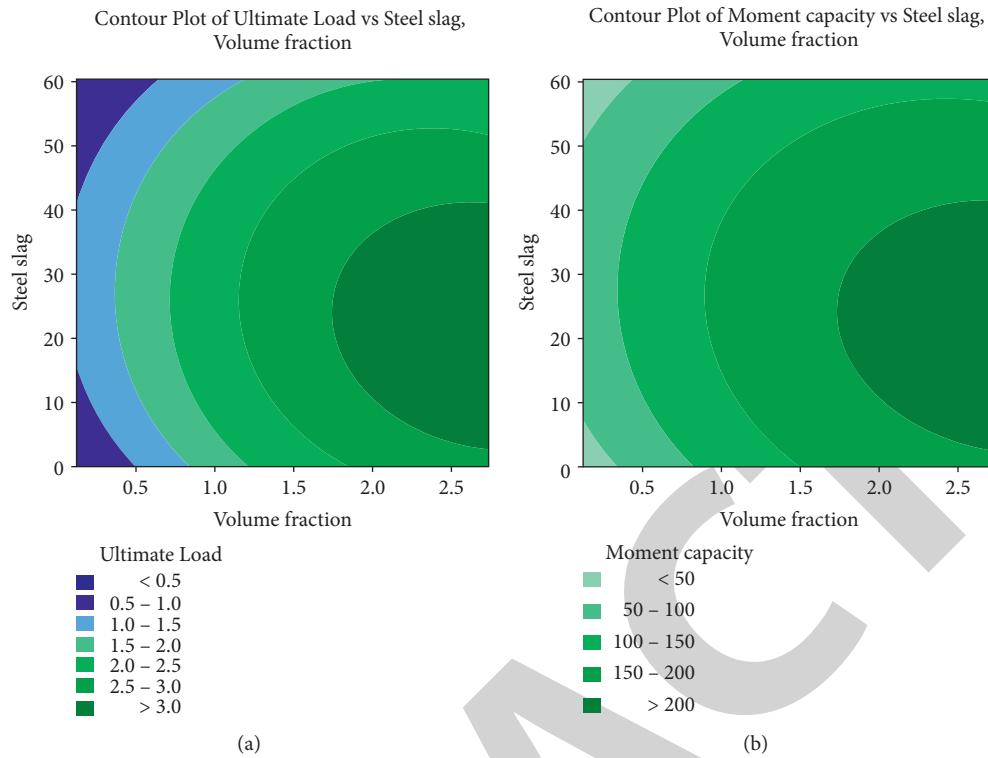 Contour Plot of Ultimate Load vs Steel slag,
Volume fraction
60
50
40
30
20
10
0
Steel slag
0.5 1.0 1.5 2.0 2.5
Volume fraction
Ultimate Load
< 0.5
0.5 – 1.0
1.0 – 1.5
1.5 – 2.0
2.0 – 2.5
2.5 – 3.0
> 3.0
(a)
Contour Plot of Moment capacity vs Steel slag,
Volume fraction
60
50
40
30
20
10
0
Steel slag
0.5 1.0 1.5 2.0 2.5
Volume fraction
Moment capacity
< 50
50 – 100
100 – 150
150 – 200
> 200
(b)